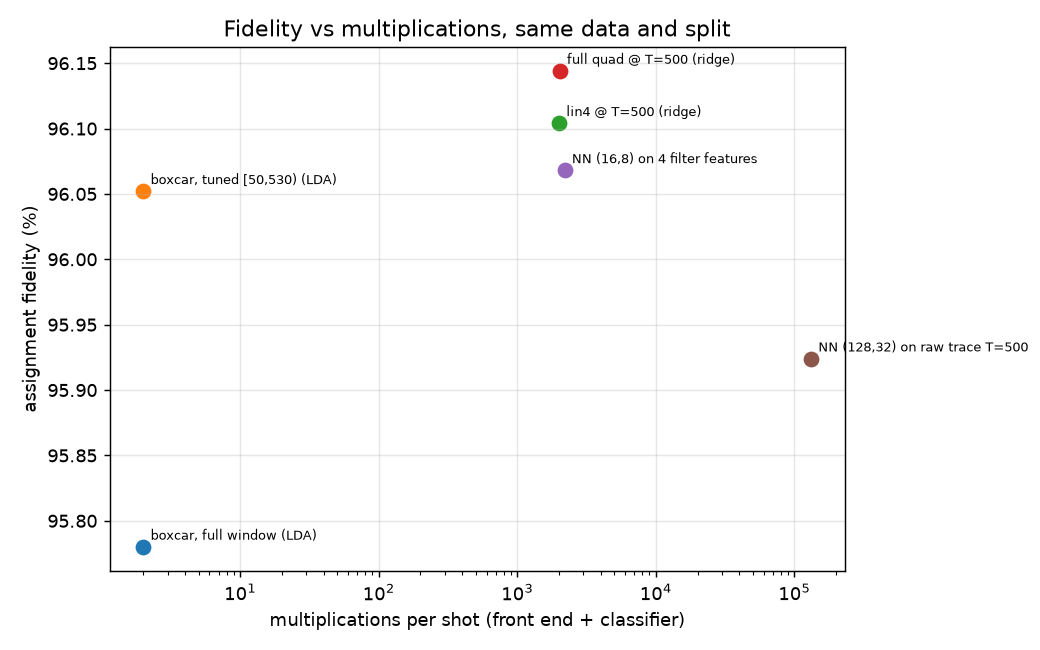 Fidelity vs multiplications, same data and split
96.15
96.10
96.05
96.00
95.95
95.90
95.85
95.80
assignment fidelity (%)
full quad @ T=500 (ridge)
lin4 @ T=500 (ridge)
NN (16,8) on 4 filter features
boxcar, tuned [50,530) (LDA)
NN (128,32) on raw trace T=500
boxcar, full window (LDA)
10¹
10²
10³
10⁴
10⁵
multiplications per shot (front end + classifier)